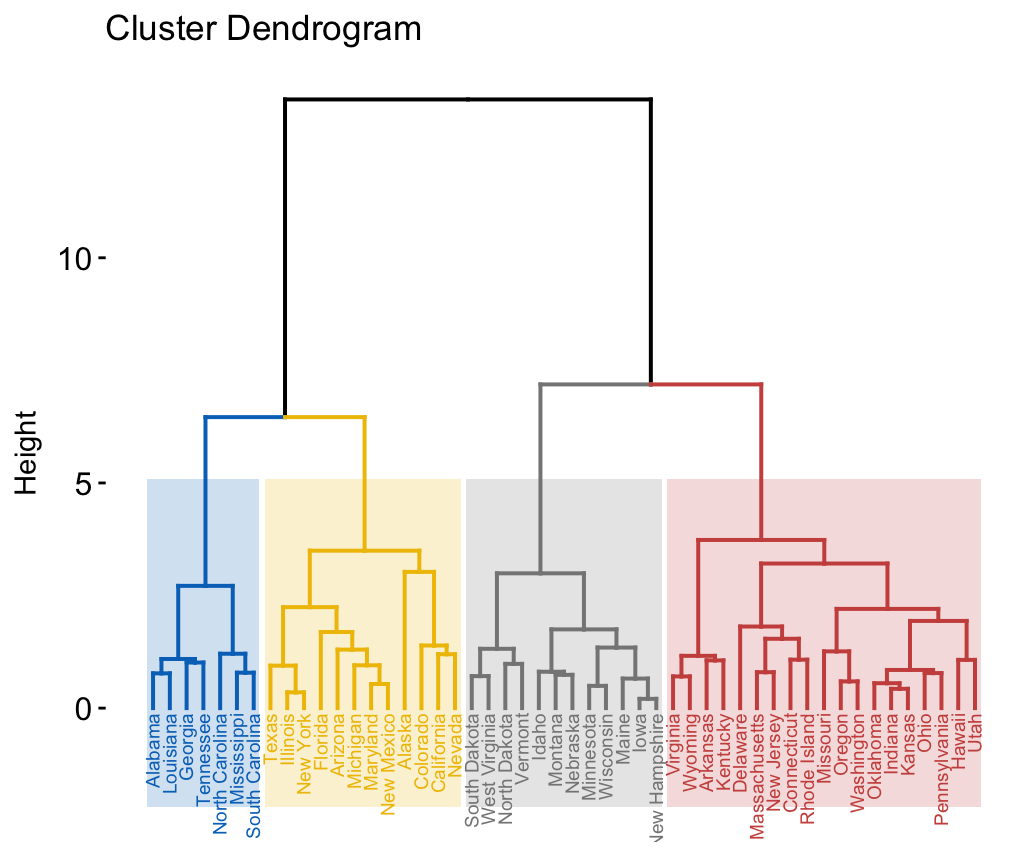 Cluster Dendrogram
10
5
0
Height
Alabama
Louisiana
Georgia
Tennessee
North Carolina
Mississippi
South Carolina
Texas
Illinois
New York
Florida
Arizona
Michigan
Maryland
New Mexico
Alaska
Colorado
California
Nevada
South Dakota
West Virginia
North Dakota
Vermont
Idaho
Montana
Nebraska
Minnesota
Wisconsin
Maine
Iowa
New Hampshire
Virginia
Wyoming
Arkansas
Kentucky
Delaware
Massachusetts
New Jersey
Connecticut
Rhode Island
Missouri
Oregon
Washington
Oklahoma
Indiana
Kansas
Ohio
Pennsylvania
Hawaii
Utah